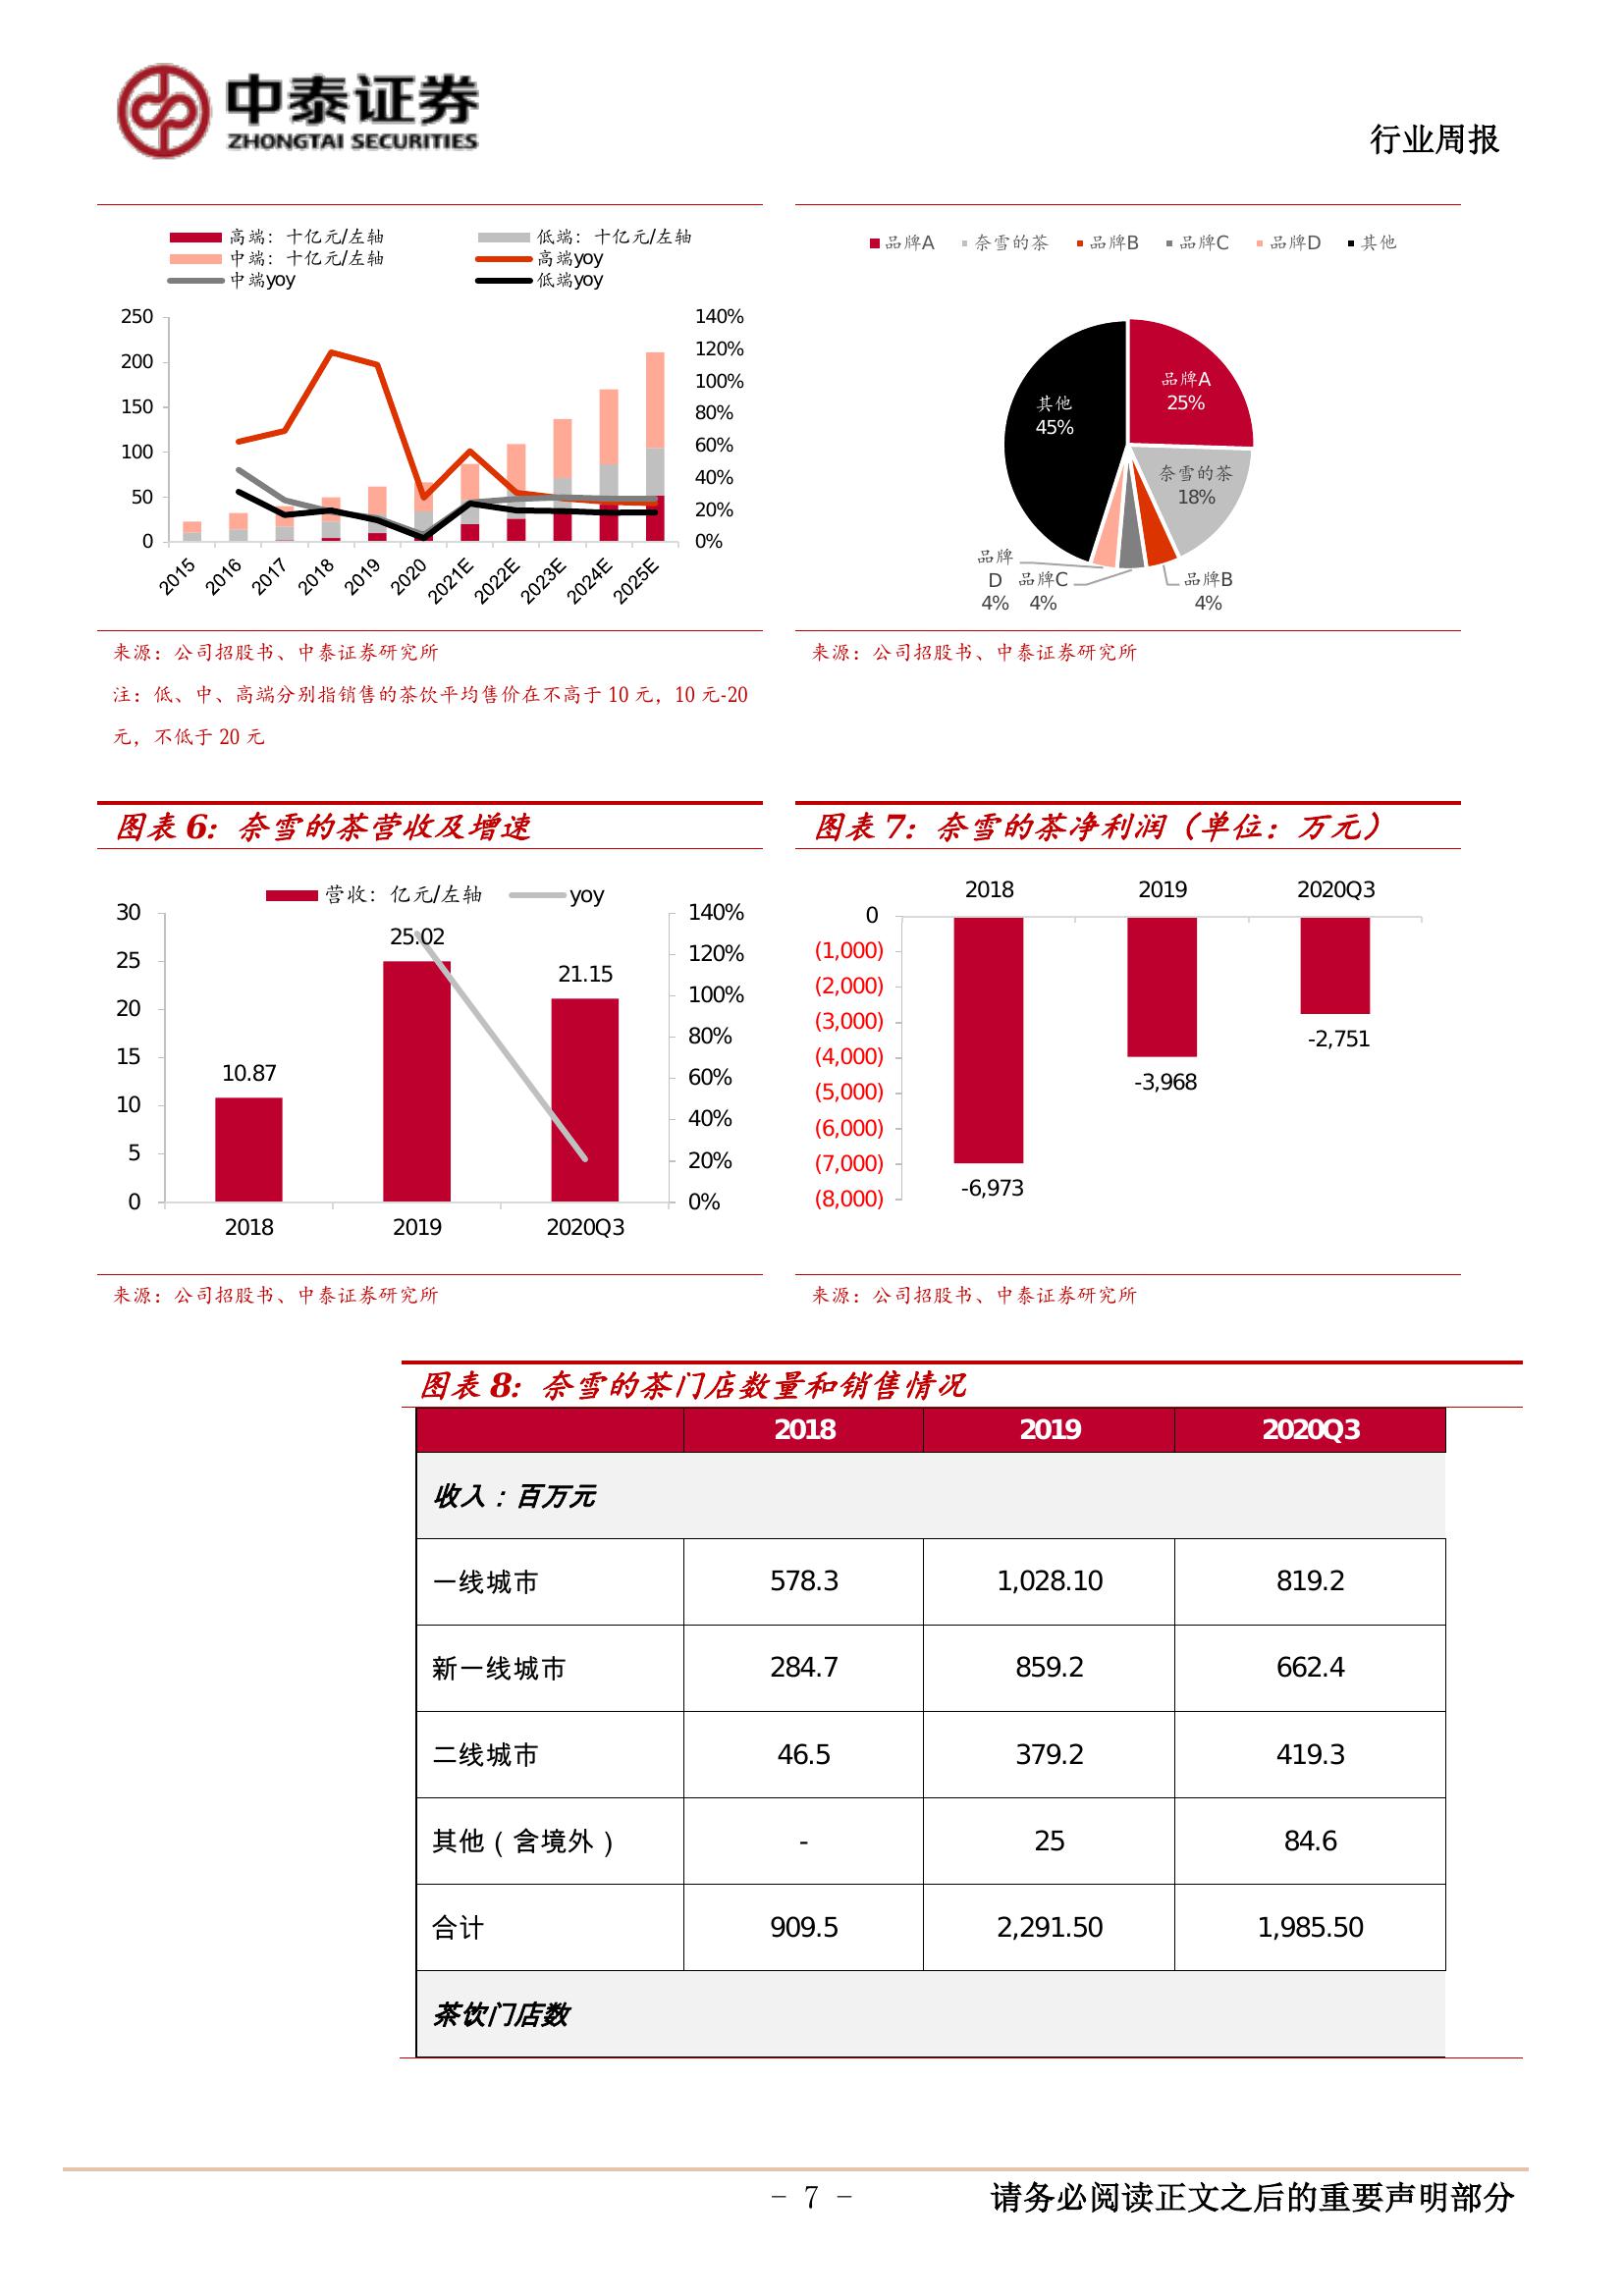 中泰证券
ZHONGTAI SECURITIES
行业周报
高端：十亿元/左轴 低端：十亿元/左轴
中端：十亿元/左轴 高端yoy
中端yoy 低端yoy
250
200
150
100
50
0
140%
120%
100%
80%
60%
40%
20%
0%
2015 2016 2017 2018 2019 2020 2021E 2022E 2023E 2024E 2025E
来源：公司招股书、中泰证券研究所
注：低、中、高端分别指销售的茶饮平均售价在不高于 10 元，10 元-20
元，不低于 20 元
品牌A 奈雪的茶 品牌B 品牌C 品牌D 其他
品牌A
25%
奈雪的茶
18%
品牌B
4%
品牌C
4%
品牌
D
4%
其他
45%
来源：公司招股书、中泰证券研究所
图表 6：奈雪的茶营收及增速
营收：亿元/左轴 yoy
30
25
20
15
10
5
0
10.87
25.02
21.15
140%
120%
100%
80%
60%
40%
20%
0%
2018 2019 2020Q3
来源：公司招股书、中泰证券研究所
图表 7：奈雪的茶净利润（单位：万元）
2018 2019 2020Q3
0
(1,000)
(2,000)
(3,000)
(4,000)
(5,000)
(6,000)
(7,000)
(8,000)
-6,973
-3,968
-2,751
来源：公司招股书、中泰证券研究所
图表 8：奈雪的茶门店数量和销售情况
2018 2019 2020Q3
收入：百万元
一线城市 578.3 1,028.10 819.2
新一线城市 284.7 859.2 662.4
二线城市 46.5 379.2 419.3
其他（含境外） - 25 84.6
合计 909.5 2,291.50 1,985.50
茶饮门店数
- 7 -
请务必阅读正文之后的重要声明部分